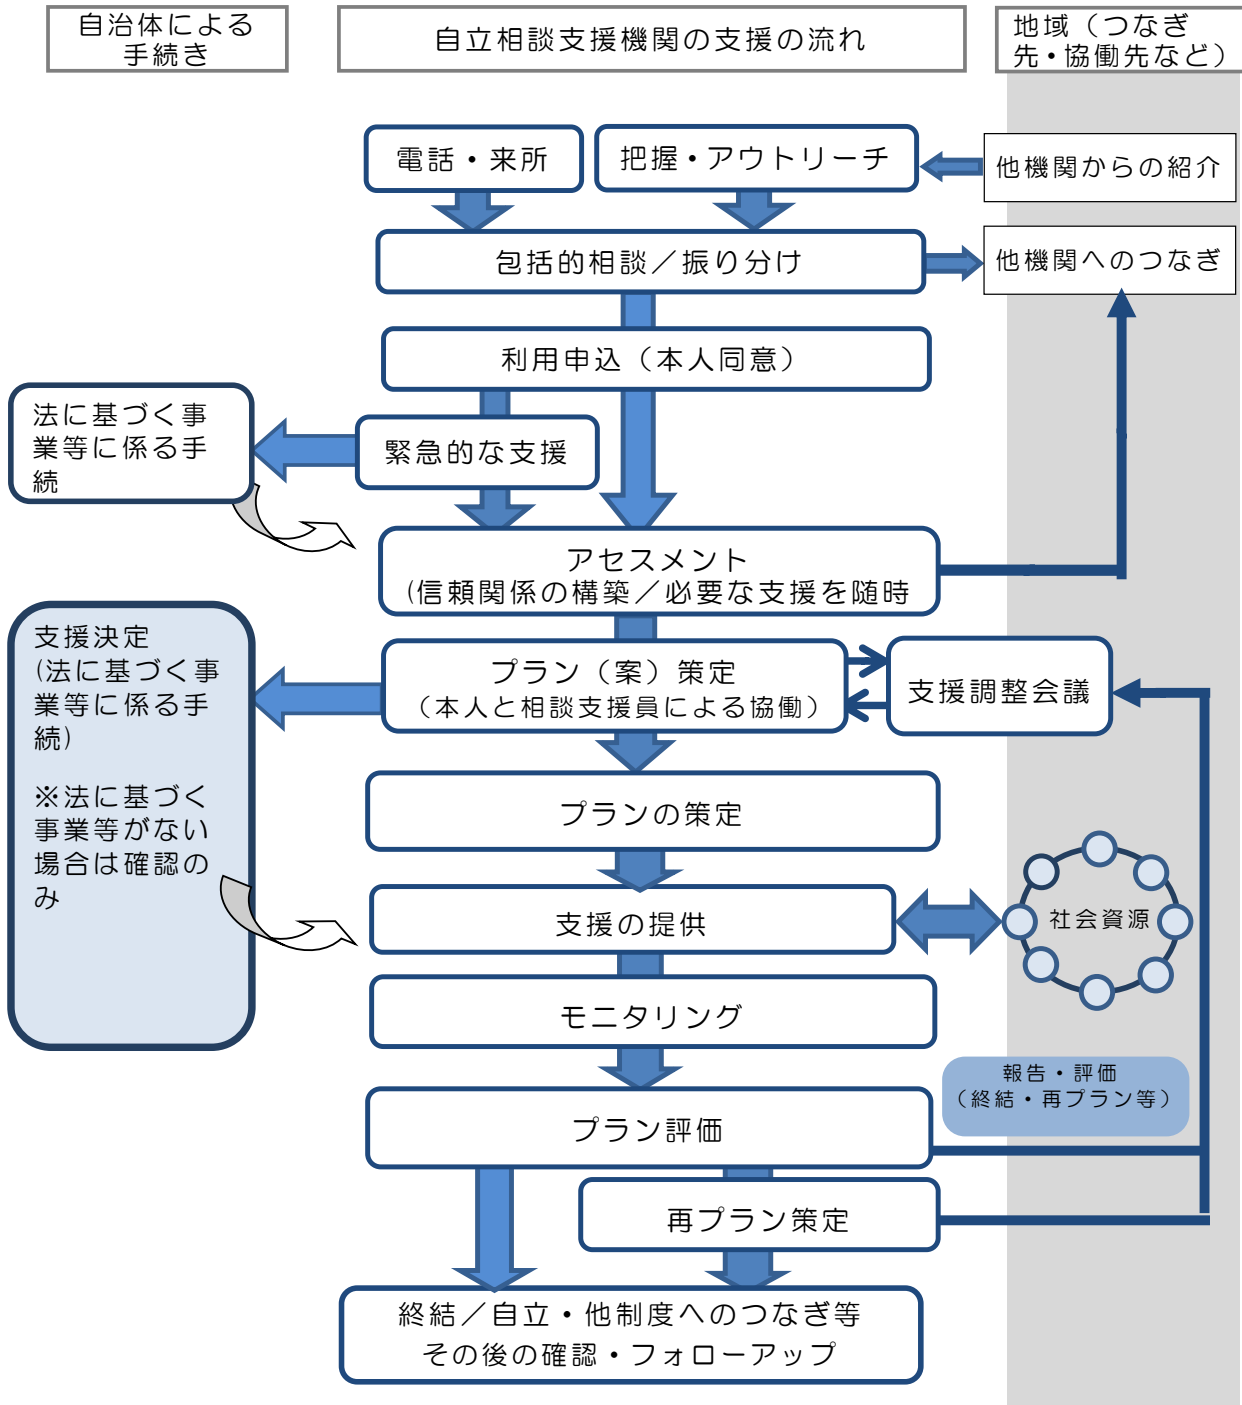 自治体による
手続き
自立相談支援機関の支援の流れ
地域（つなぎ
先・協働先など）
電話・来所
把握・アウトリーチ
他機関からの紹介
包括的相談／振り分け
他機関へのつなぎ
利用申込（本人同意）
法に基づく事
業等に係る手
続
緊急的な支援
アセスメント
(信頼関係の構築／必要な支援を随時
支援決定
(法に基づく事
業等に係る手
続)
※法に基づく
事業等がない
場合は確認の
み
プラン（案）策定
（本人と相談支援員による協働）
支援調整会議
プランの策定
支援の提供
社会資源
モニタリング
報告・評価
（終結・再プラン等）
プラン評価
再プラン策定
終結／自立・他制度へのつなぎ等
その後の確認・フォローアップ